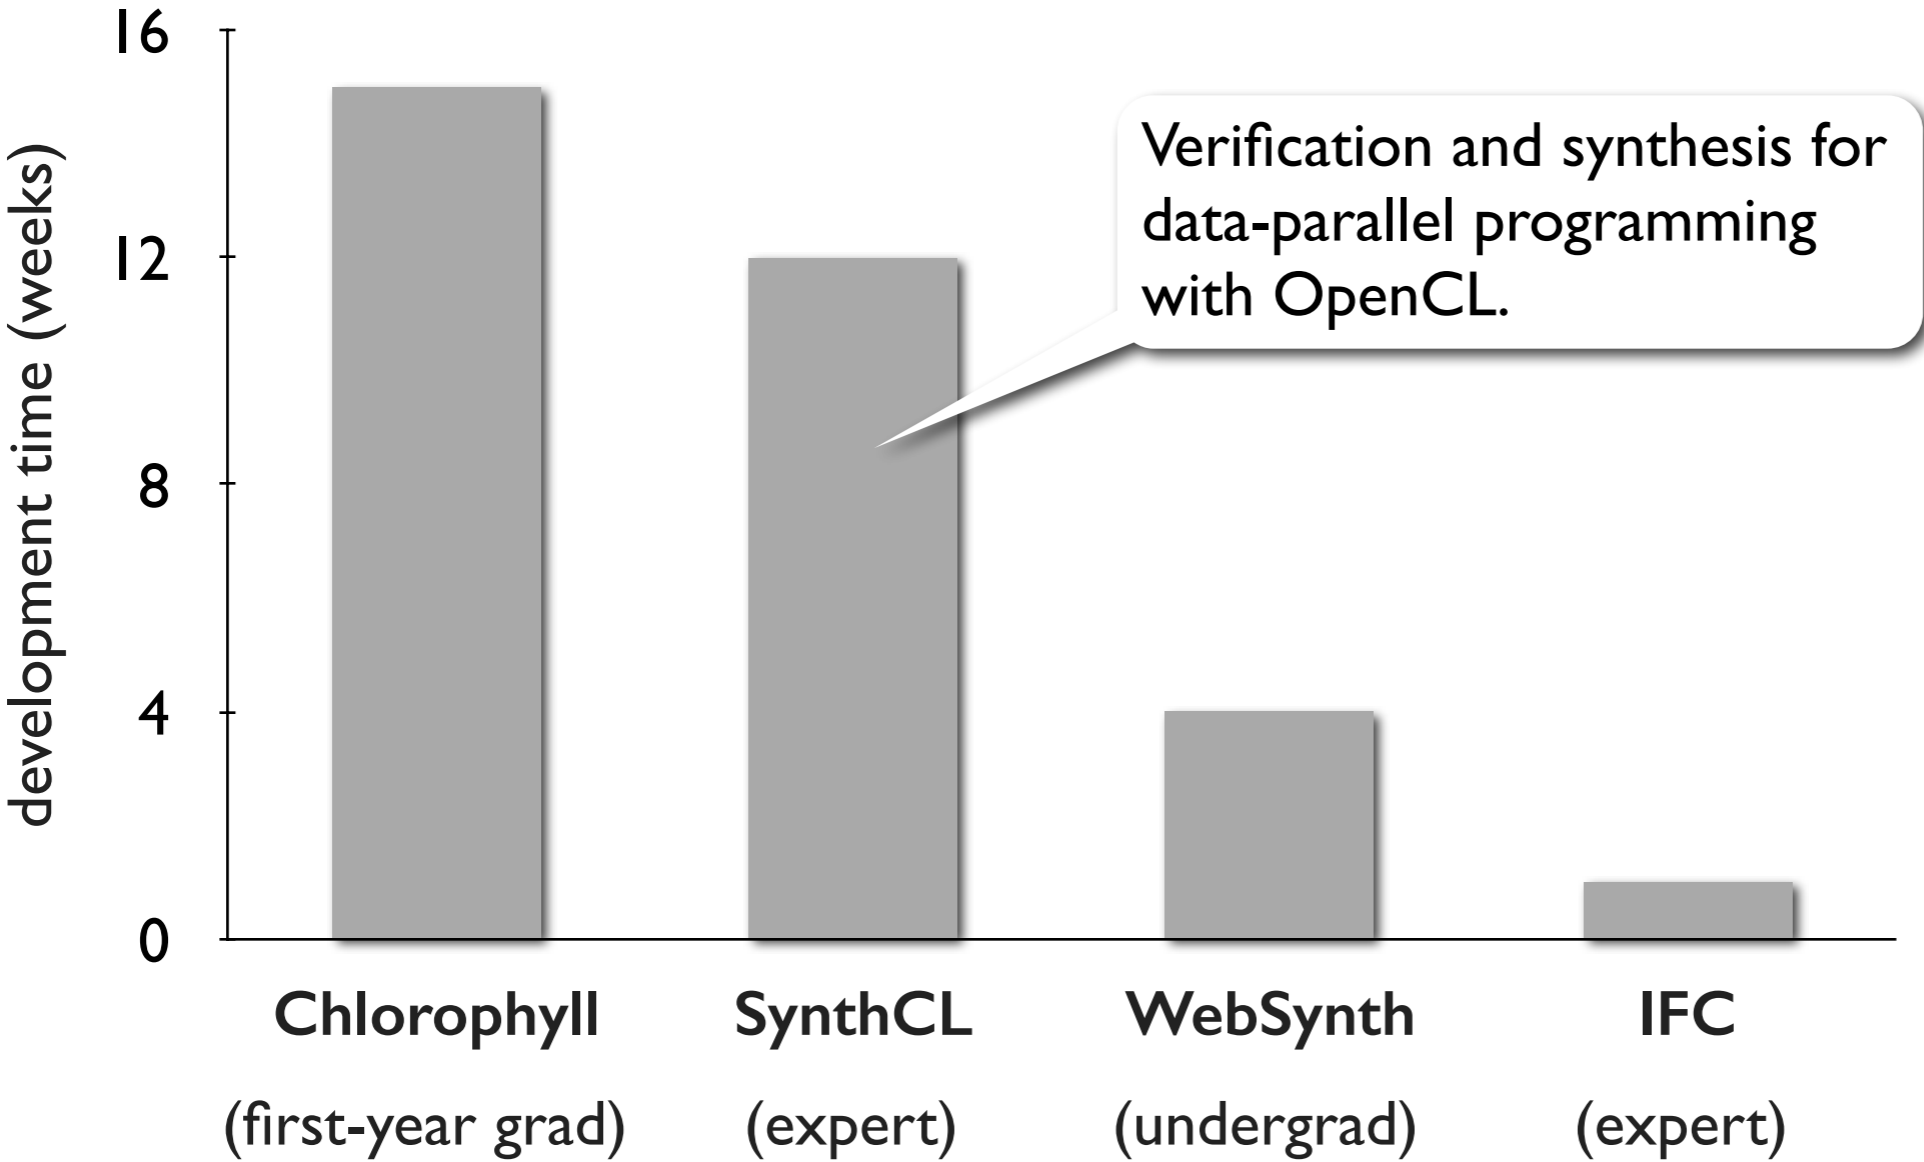 development time (weeks)
16
12
8
4
0
Verification and synthesis for
data-parallel programming
with OpenCL.
Chlorophyll SynthCL WebSynth IFC
(first-year grad) (expert) (undergrad) (expert)